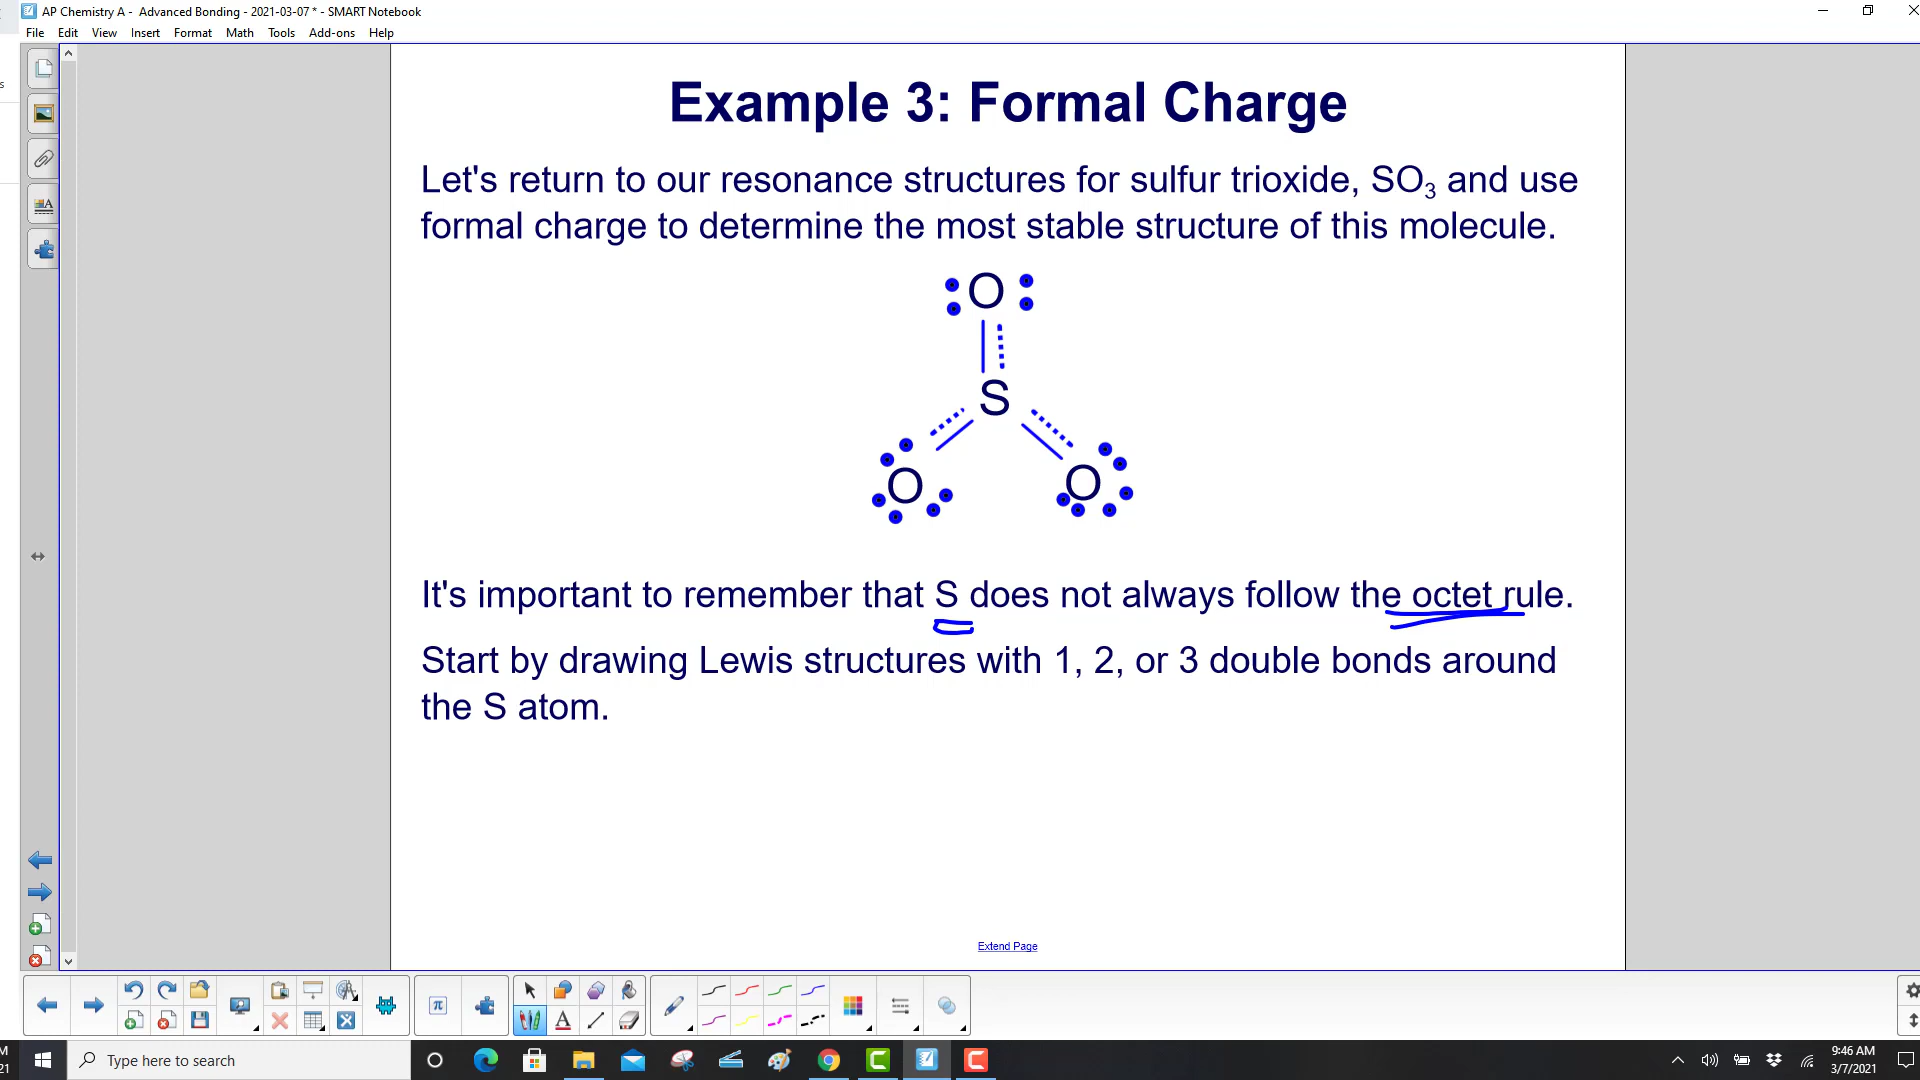 AP Chemistry A - Advanced Bonding - 2021-03-07 * - SMART Notebook
File Edit View Insert Format Math Tools Add-ons Help
Example 3: Formal Charge
Let's return to our resonance structures for sulfur trioxide, SO3 and use
formal charge to determine the most stable structure of this molecule.
O
S
O O
It's important to remember that S does not always follow the octet rule.
Start by drawing Lewis structures with 1, 2, or 3 double bonds around
the S atom.
Extend Page
π
A
Type here to search
9:46 AM
3/7/2021